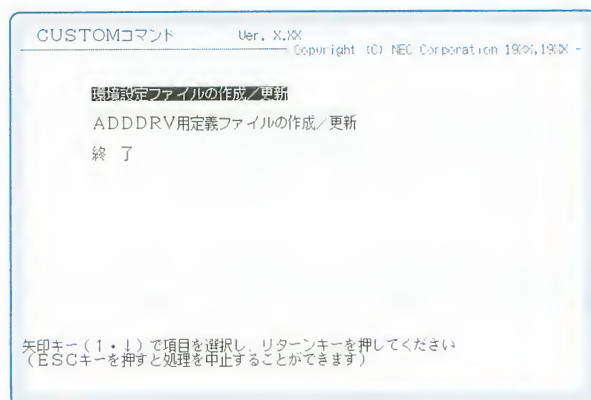 CUSTOMコマンド Ver. X.XX
Copyright (C) NEC Corporation 19XX,19XX
環境設定ファイルの作成／更新
ADDDRV用定義ファイルの作成／更新
終 了
矢印キー(↑・↓)で項目を選択し、リターンキーを押してください
(ESCキーを押すと処理を中止することができます)